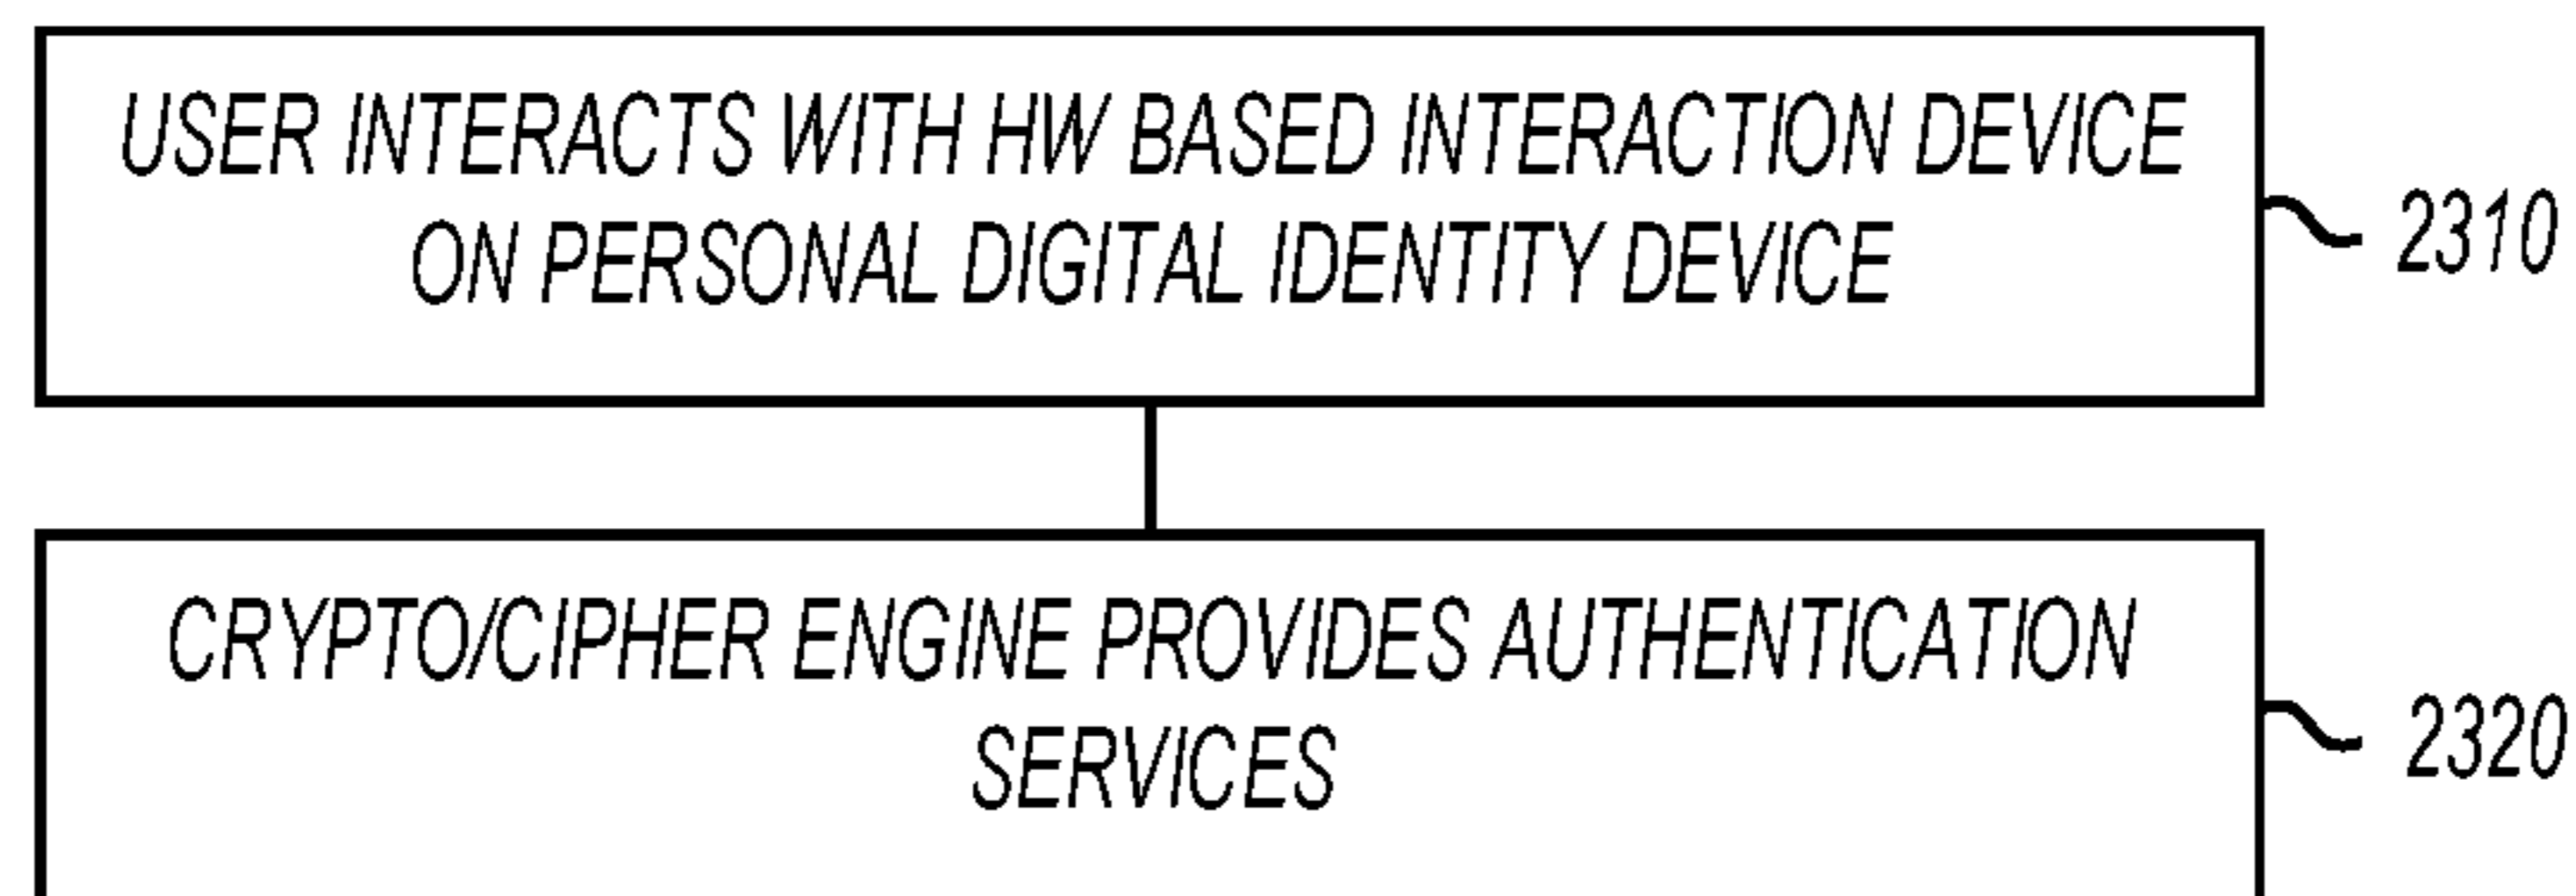 USER INTERACTS WITH HW BASED INTERACTION DEVICE
ON PERSONAL DIGITAL IDENTITY DEVICE
2310
CRYPTO/CIPHER ENGINE PROVIDES AUTHENTICATION
SERVICES
2320